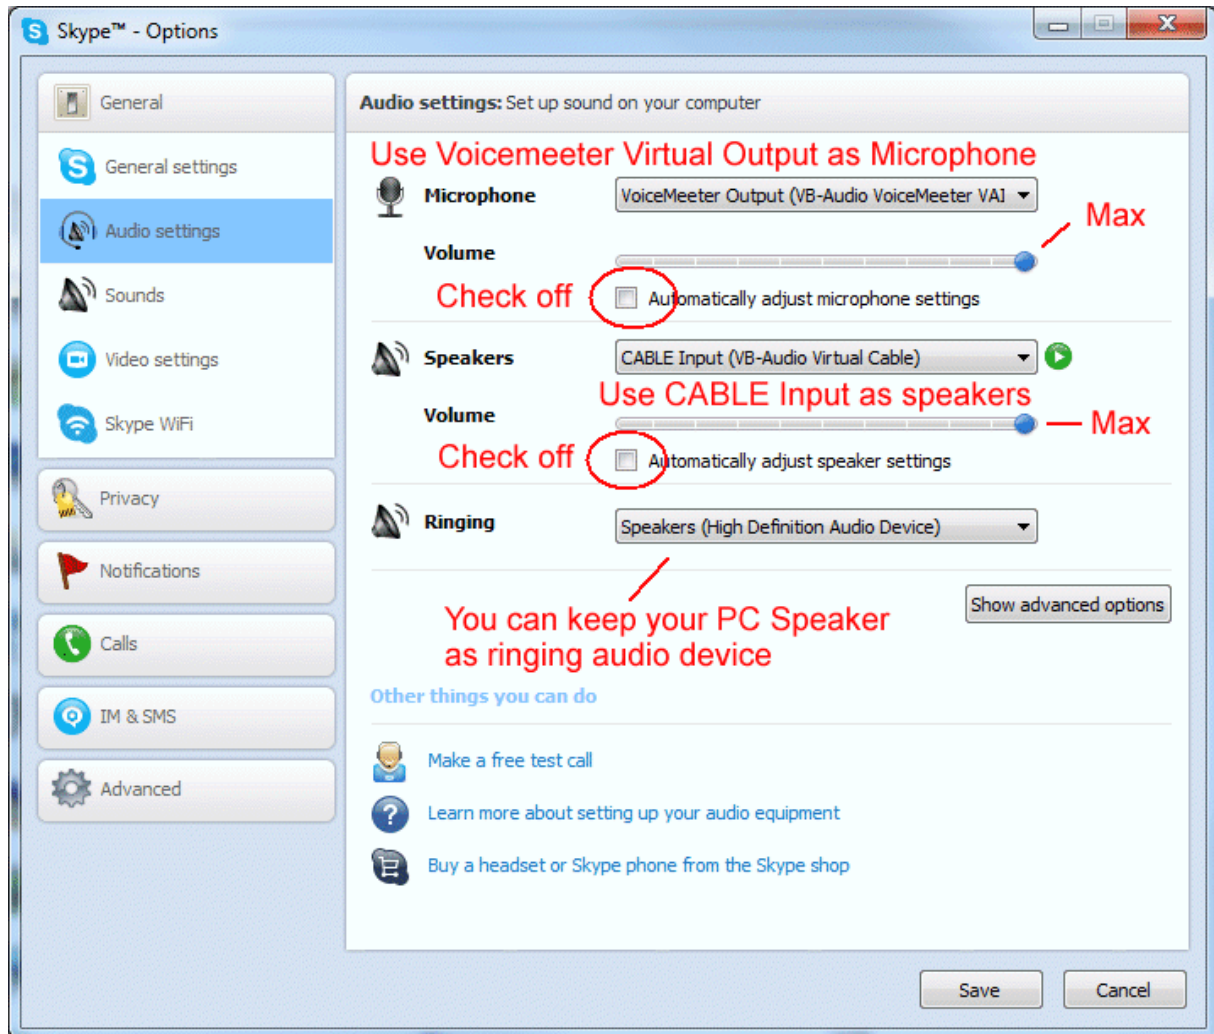 Skype™ - Options
General
General settings
Audio settings
Sounds
Video settings
Skype WiFi
Privacy
Notifications
Calls
IM & SMS
Advanced
Audio settings: Set up sound on your computer
Use Voicemeeter Virtual Output as Microphone
Microphone
VoiceMeeter Output (VB-Audio VoiceMeeter VAI
Max
Volume
Check off
Automatically adjust microphone settings
Speakers
CABLE Input (VB-Audio Virtual Cable)
Use CABLE Input as speakers
Volume
Max
Check off
Automatically adjust speaker settings
Ringing
Speakers (High Definition Audio Device)
Show advanced options
You can keep your PC Speaker
as ringing audio device
Other things you can do
Make a free test call
Learn more about setting up your audio equipment
Buy a headset or Skype phone from the Skype shop
Save
Cancel